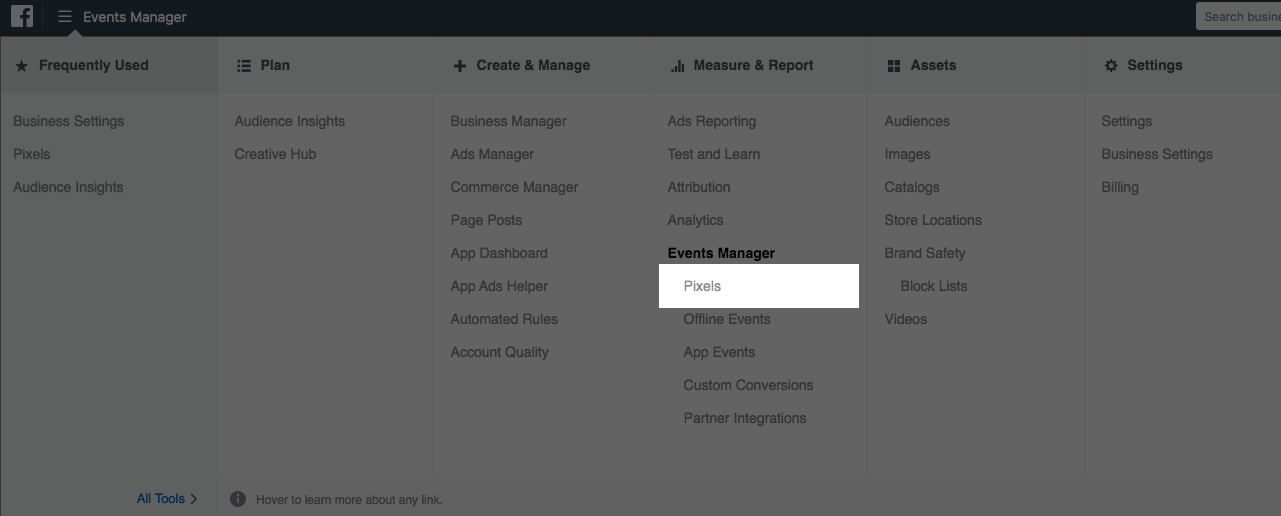 Events Manager
Search busine
Frequently Used
Business Settings
Pixels
Audience Insights
All Tools
Plan
Audience Insights
Creative Hub
Create & Manage
Business Manager
Ads Manager
Commerce Manager
Page Posts
App Dashboard
App Ads Helper
Automated Rules
Account Quality
Measure & Report
Ads Reporting
Test and Learn
Attribution
Analytics
Events Manager
Pixels
Offline Events
App Events
Custom Conversions
Partner Integrations
Assets
Audiences
Images
Catalogs
Store Locations
Brand Safety
Block Lists
Videos
Settings
Settings
Business Settings
Billing
Hover to learn more about any link.